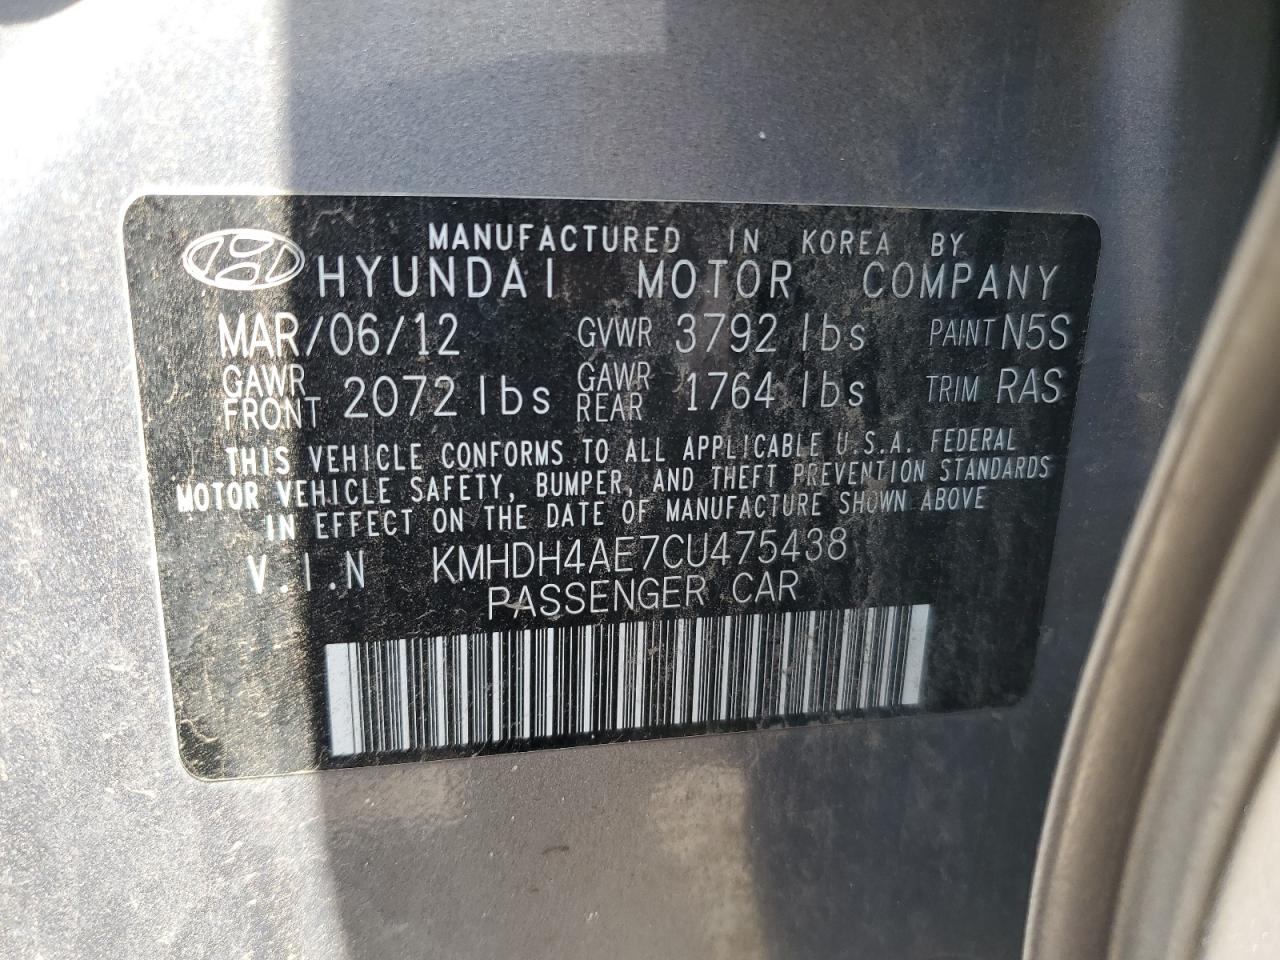 MANUFACTURED IN KOREA BY
HYUNDAI MOTOR COMPANY
MAR/06/12 GVWR 3792 lbs PAINT N5S
GAWR FRONT 2072 lbs GAWR REAR 1764 lbs TRIM RAS
THIS VEHICLE CONFORMS TO ALL APPLICABLE U.S.A. FEDERAL
MOTOR VEHICLE SAFETY, BUMPER, AND THEFT PREVENTION STANDARDS
IN EFFECT ON THE DATE OF MANUFACTURE SHOWN ABOVE
V.I.N KMHDH4AE7CU475438
PASSENGER CAR